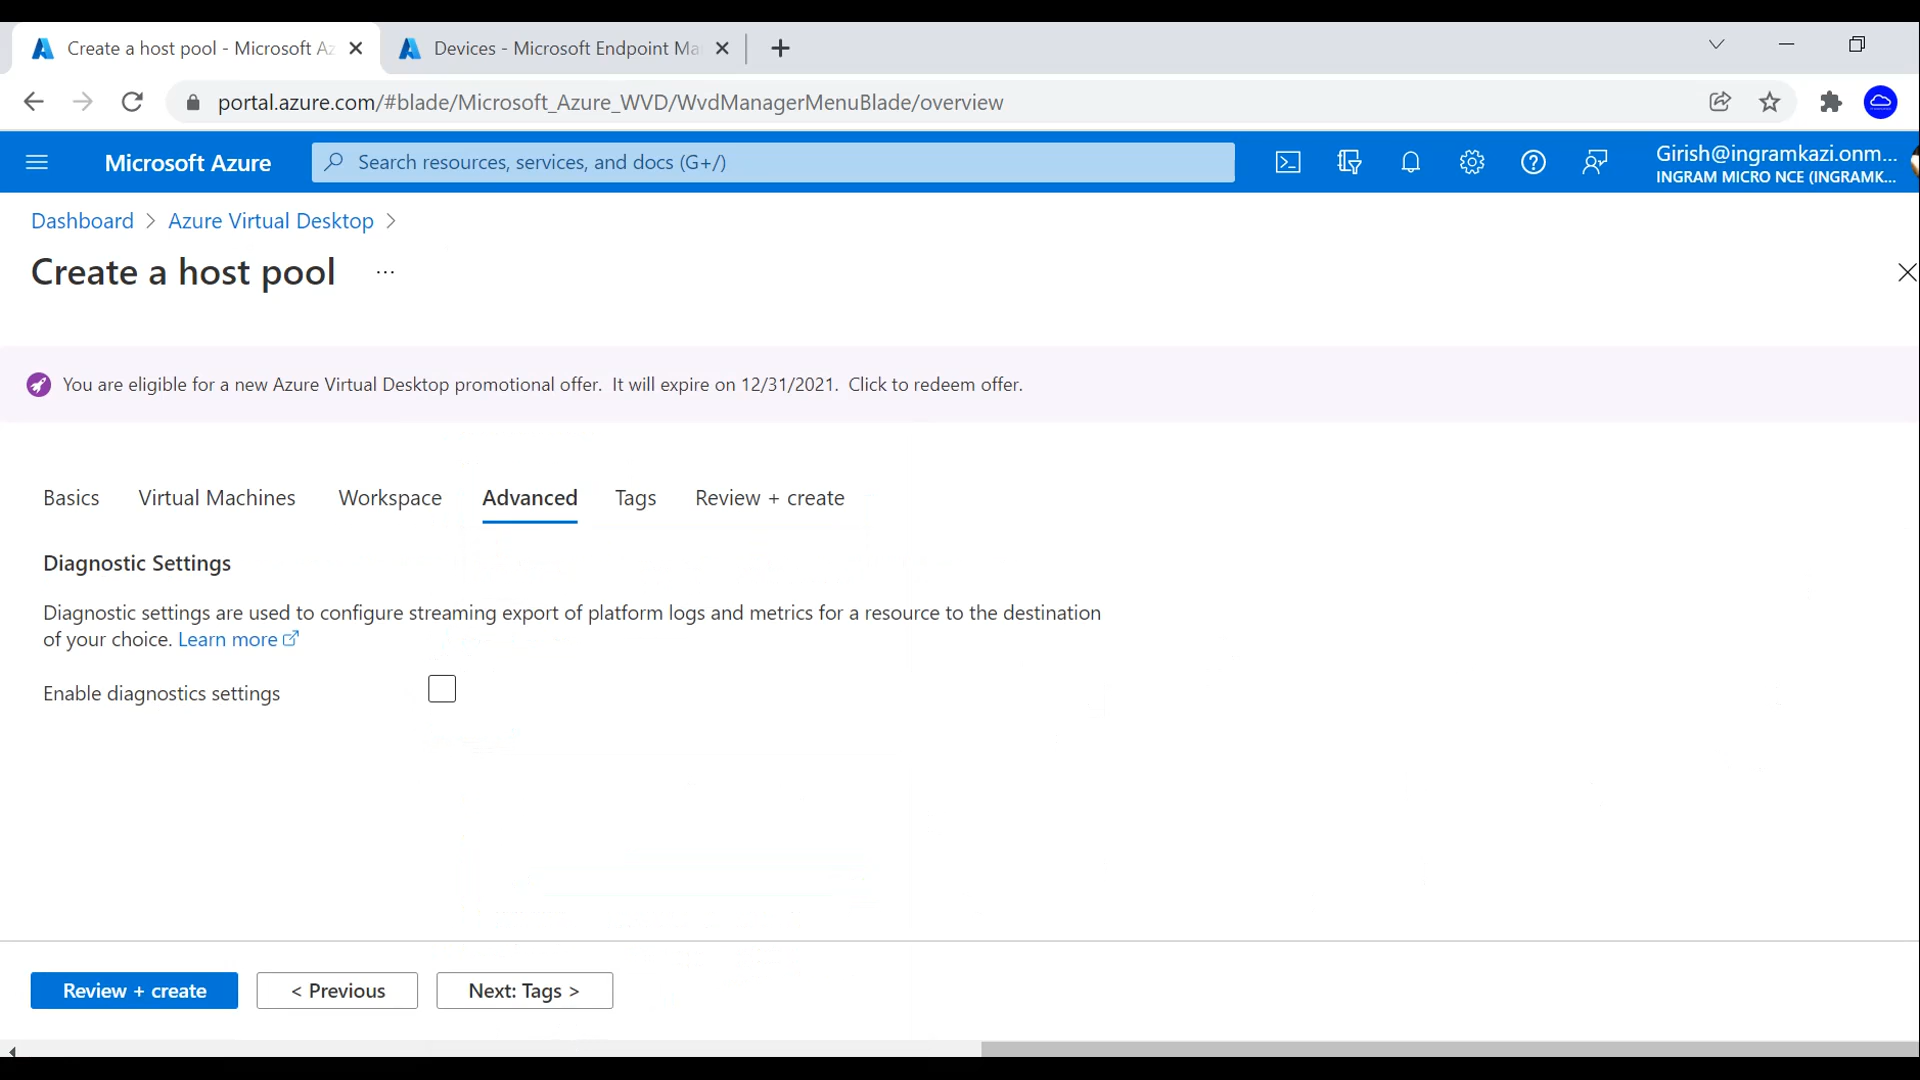 Create a host pool - Microsoft Az
Devices - Microsoft Endpoint Ma
portal.azure.com/#blade/Microsoft_Azure_WVD/WvdManagerMenuBlade/overview
Microsoft Azure
Search resources, services, and docs (G+/)
Girish@ingramkazi.onm...
INGRAM MICRO NCE (INGRAMK...
Dashboard > Azure Virtual Desktop >
Create a host pool ...
You are eligible for a new Azure Virtual Desktop promotional offer. It will expire on 12/31/2021. Click to redeem offer.
Basics Virtual Machines Workspace Advanced Tags Review + create
Diagnostic Settings
Diagnostic settings are used to configure streaming export of platform logs and metrics for a resource to the destination
of your choice. Learn more
Enable diagnostics settings
Review + create < Previous Next: Tags >